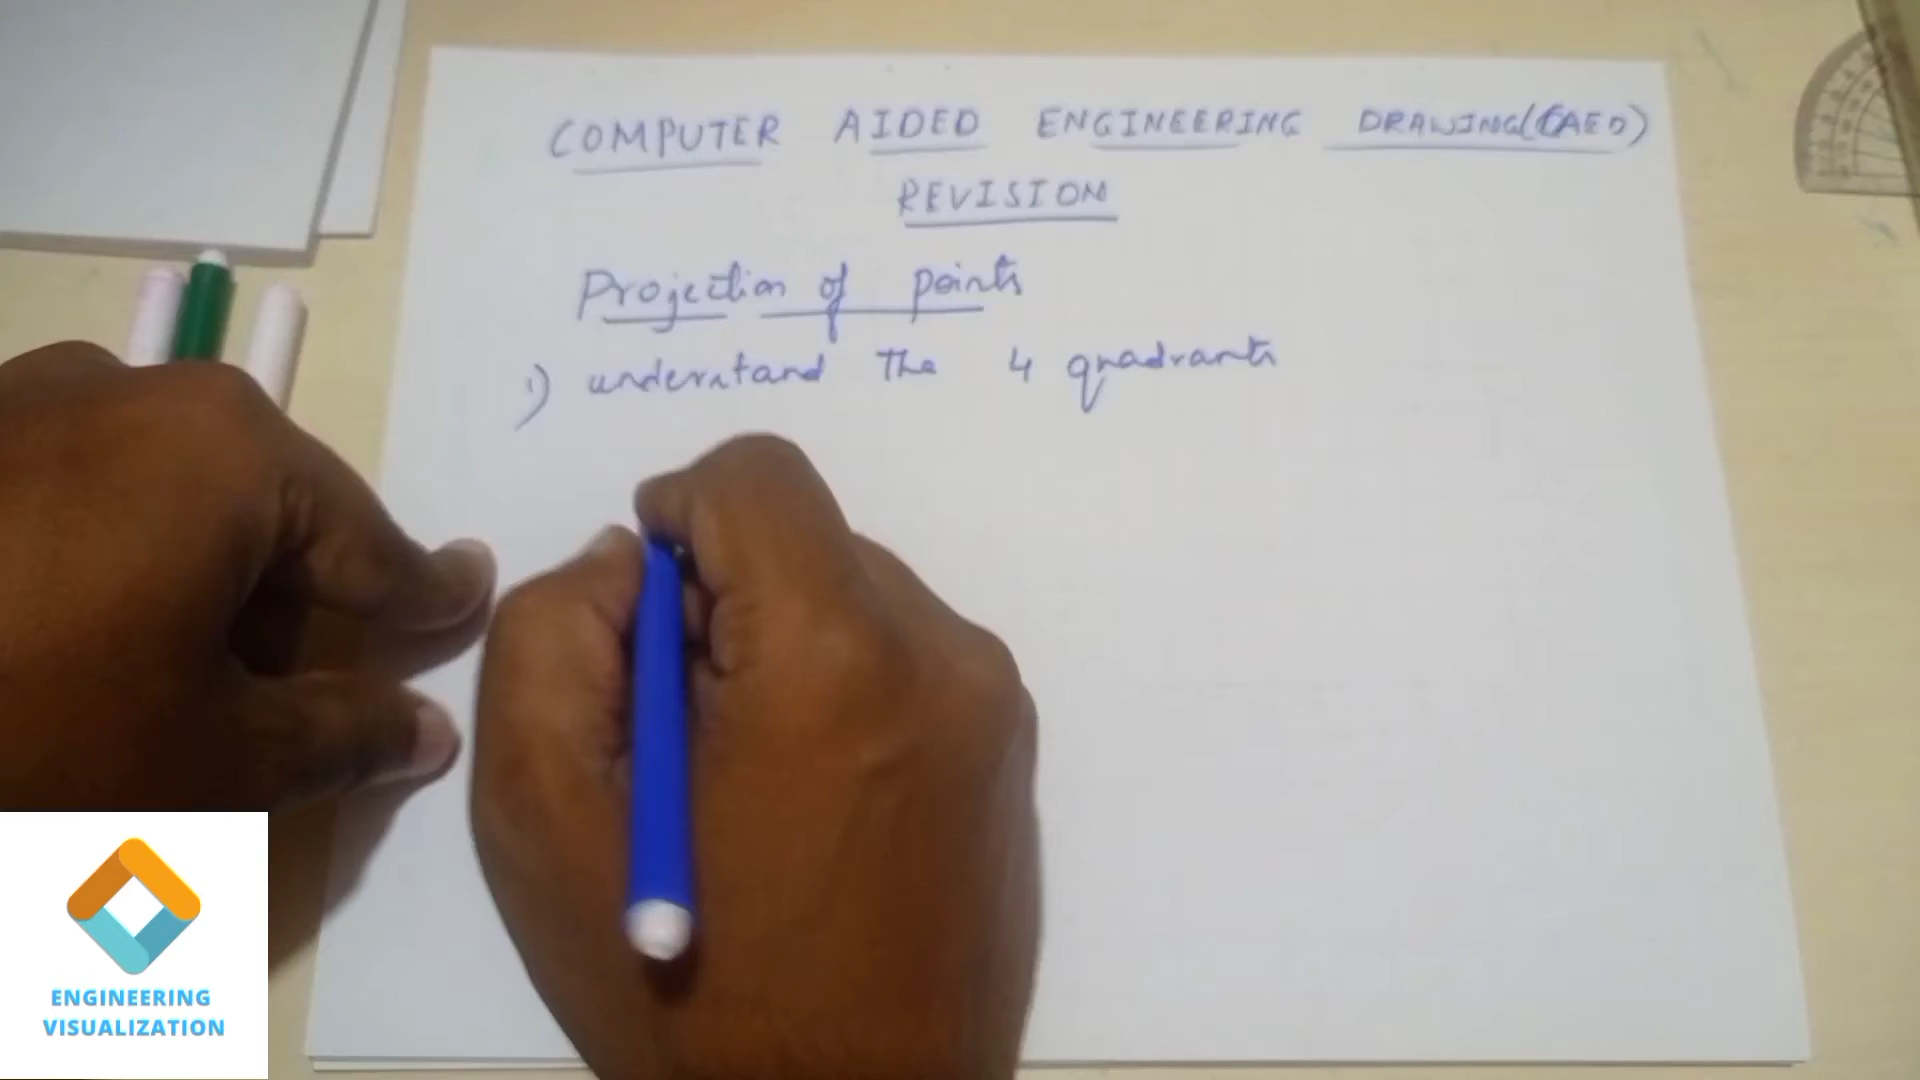 COMPUTER AIDED ENGINEERING DRAWING (CAED)
REVISION
Projection of points
1) understand the 4 quadrants
ENGINEERING
VISUALIZATION